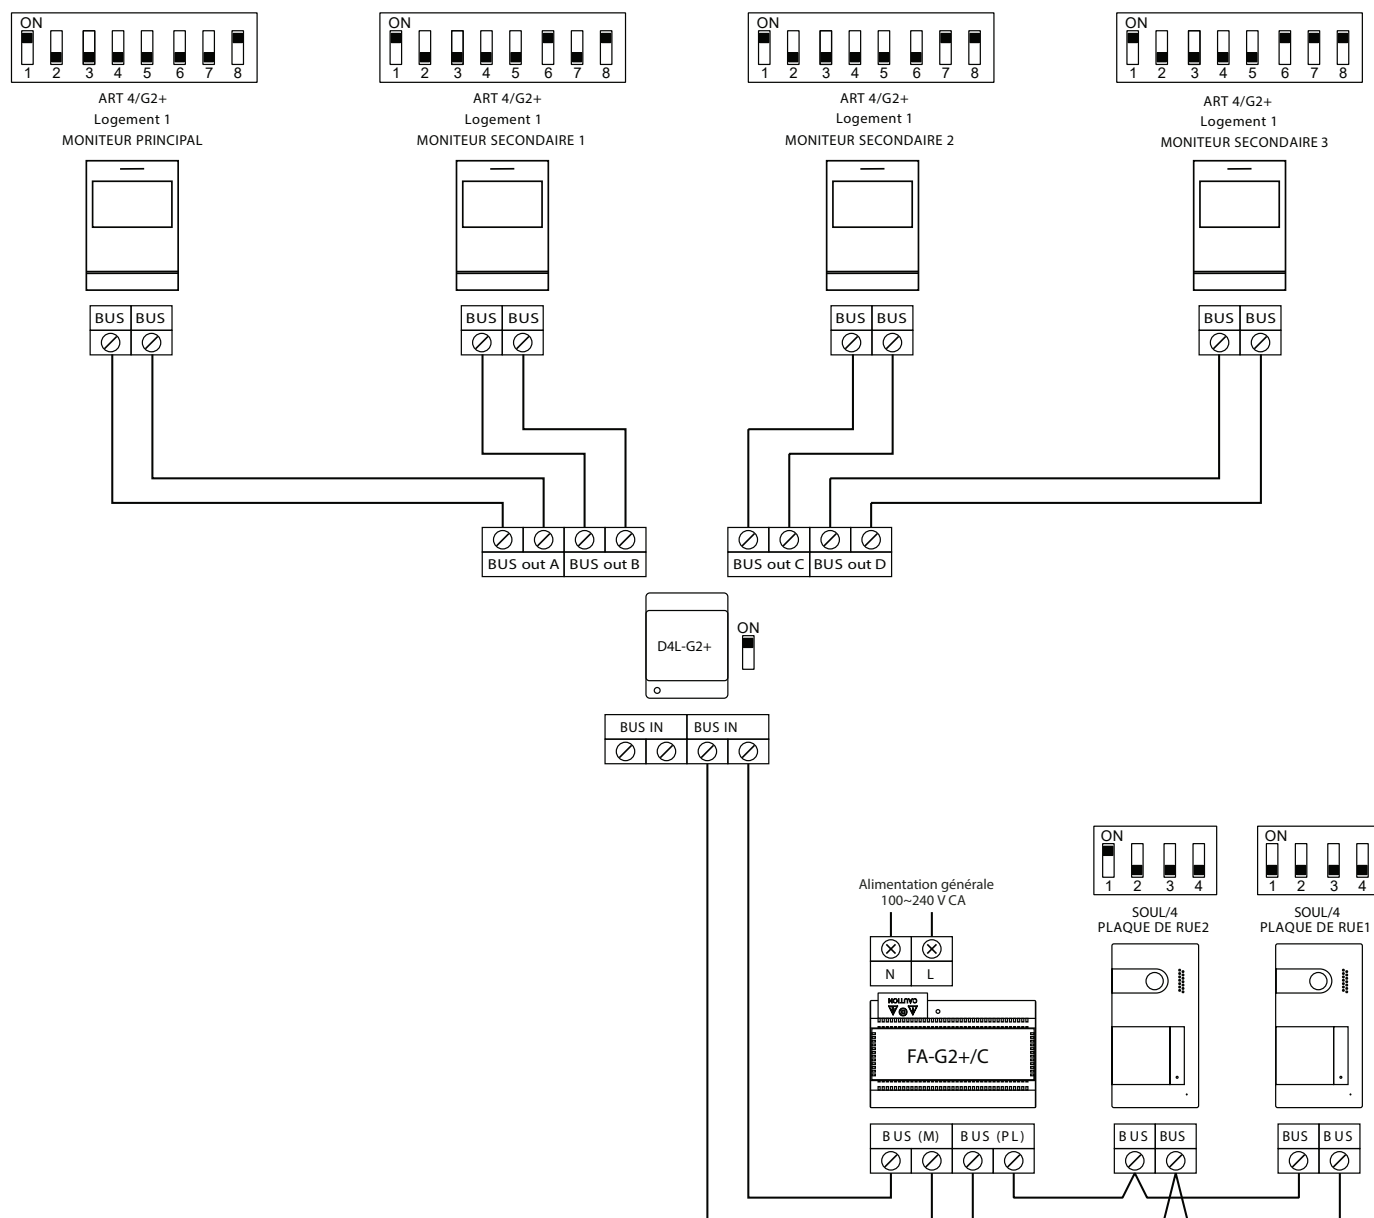 ON ON ON ON
1 2 3 4 5 6 7 8 1 2 3 4 5 6 7 8 1 2 3 4 5 6 7 8 1 2 3 4 5 6 7 8
ART 4/G2+
Logement 1
MONITEUR PRINCIPAL
ART 4/G2+
Logement 1
MONITEUR SECONDAIRE 1
ART 4/G2+
Logement 1
MONITEUR SECONDAIRE 2
ART 4/G2+
Logement 1
MONITEUR SECONDAIRE 3
BUS BUS BUS BUS BUS BUS BUS BUS
BUS out A BUS out B BUS out C BUS out D
D4L-G2+
ON
BUS IN BUS IN
ON
1 2 3 4
SOUL/4
PLAQUE DE RUE2
ON
1 2 3 4
SOUL/4
PLAQUE DE RUE1
Alimentation générale
100~240 V CA
N L
CAUTION
FA-G2+/C
BUS (M) BUS (PL) BUS BUS BUS BUS